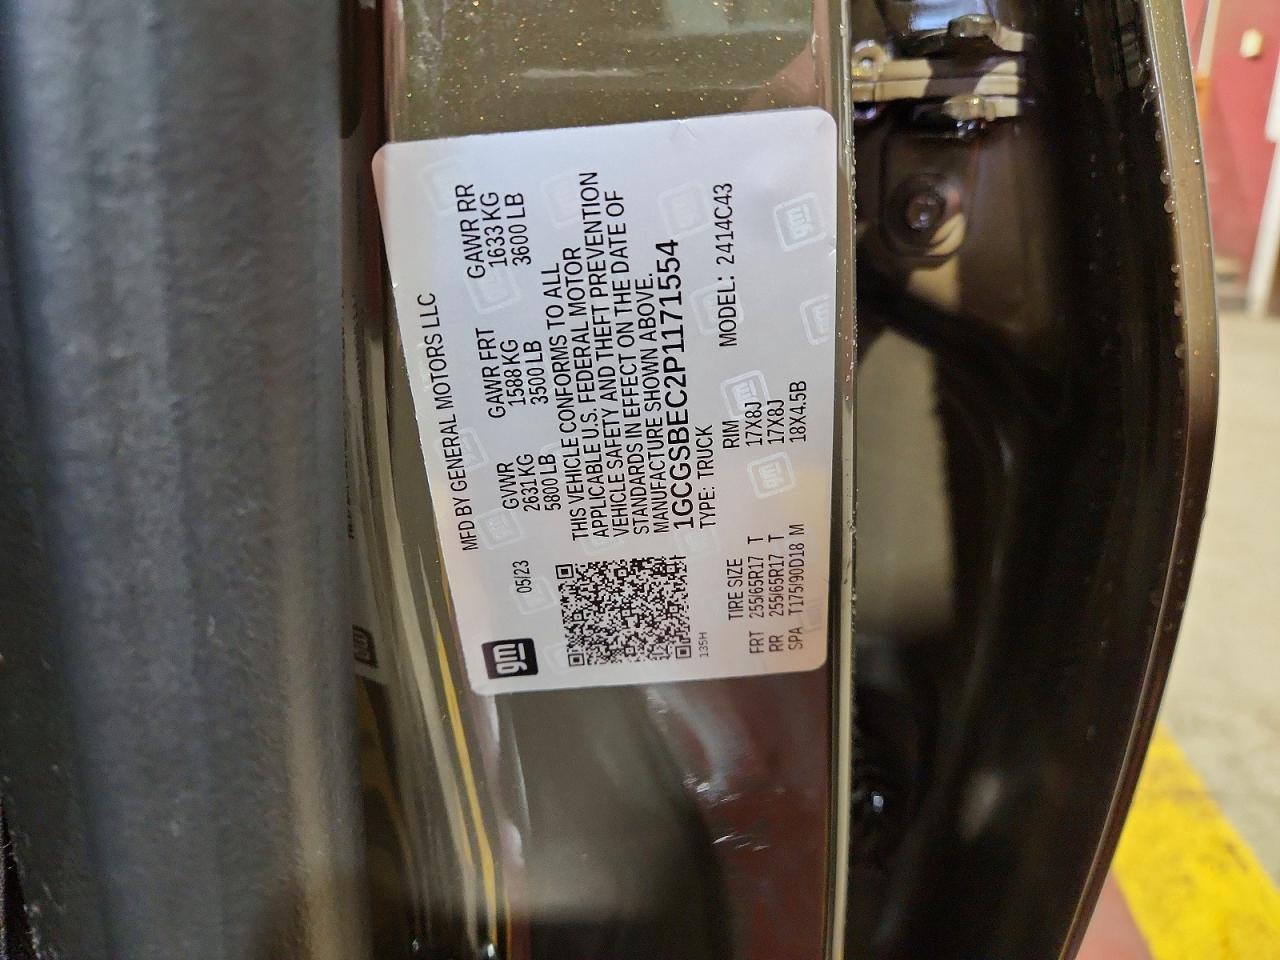 MFD BY GENERAL MOTORS LLC
gm
05/23
GVWR GAWR FRT GAWR RR
2631 KG 1588 KG 1633 KG
5800 LB 3500 LB 3600 LB
THIS VEHICLE CONFORMS TO ALL
APPLICABLE U.S. FEDERAL MOTOR
VEHICLE SAFETY AND THEFT PREVENTION
STANDARDS IN EFFECT ON THE DATE OF
MANUFACTURE SHOWN ABOVE.
1GCGSBEC2P1171554
135H
TYPE: TRUCK MODEL: 2414C43
TIRE SIZE RIM
FRT 255/65R17 T 17X8J
RR 255/65R17 T 17X8J
SPA T175/90D18 M 18X4.5B